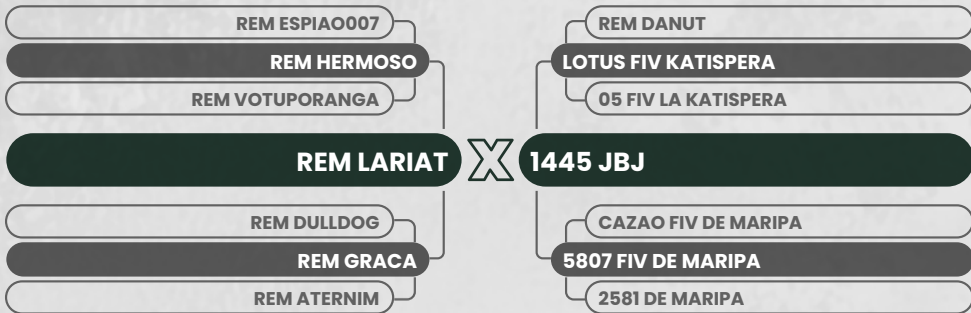 REM ESPIAO007
REM HERMOSO
REM VOTUPORANGA
REM LARIAT
REM DULLDOG
REM GRACA
REM ATERNIM
X
REM DANUT
LOTUS FIV KATISPERA
05 FIV LA KATISPERA
1445 JBJ
CAZAO FIV DE MARIPA
5807 FIV DE MARIPA
2581 DE MARIPA